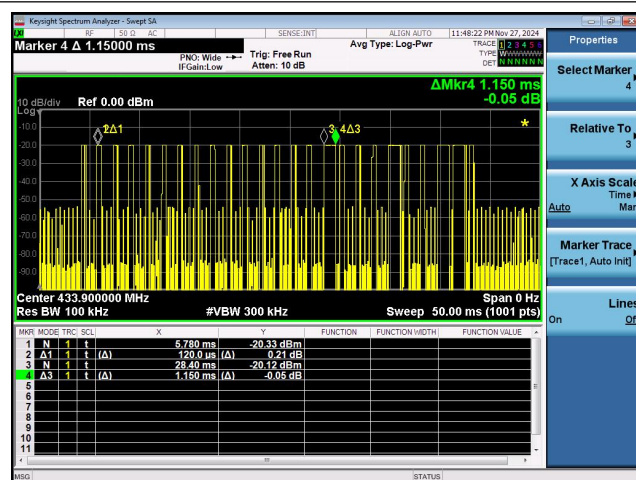 Keysight Spectrum Analyzer - Swept SA
LXI RF 50 Ω AC SENSE:INT ALIGN AUTO 11:48:22 PM Nov 27, 2024
Marker 4 Δ 1.15000 ms
PNO: Wide
IFGain:Low
Trig: Free Run
Atten: 10 dB
Avg Type: Log-Pwr
TRACE 1 2 3 4 5 6
TYPE W
DET N N N N N N
ΔMkr4 1.150 ms
-0.05 dB
10 dB/div Ref 0.00 dBm
Log
-10.0
-20.0
-30.0
-40.0
-50.0
-60.0
-70.0
-80.0
-90.0
2Δ1
3 4Δ3
*
Center 433.900000 MHz Span 0 Hz
Res BW 100 kHz #VBW 300 kHz Sweep 50.00 ms (1001 pts)
MKR MODE TRC SCL X Y FUNCTION FUNCTION WIDTH FUNCTION VALUE
1 N 1 t 5.780 ms -20.33 dBm
2 Δ1 1 t (Δ) 120.0 us (Δ) 0.21 dB
3 N 1 t 28.40 ms -20.12 dBm
4 Δ3 1 t (Δ) 1.150 ms (Δ) -0.05 dB
5
6
7
8
9
10
11
MSG STATUS
Properties
Select Marker
4
Relative To
3
X Axis Scale
Time
Auto Man
Marker Trace
[Trace1, Auto Init]
Lines
On Off